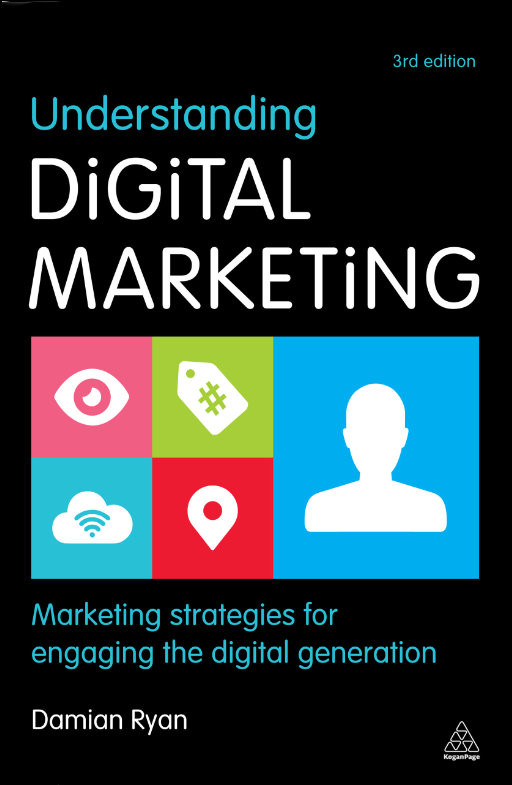 3rd edition
Understanding
DiGiTAL
MARKETiNG
#
Marketing strategies for
engaging the digital generation
Damian Ryan
KoganPage